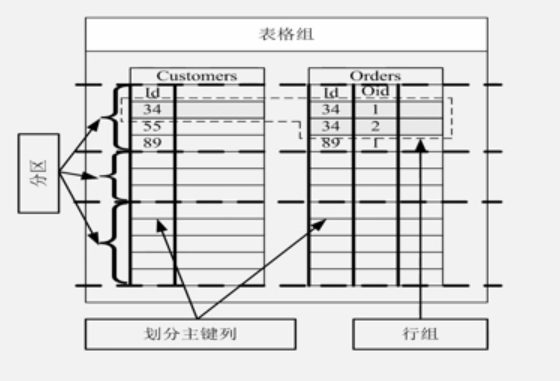 表格组
Customers
Orders
Id
Id Oid
34
34 1
55
34 2
89
89 1
分区
划分主键列
行组